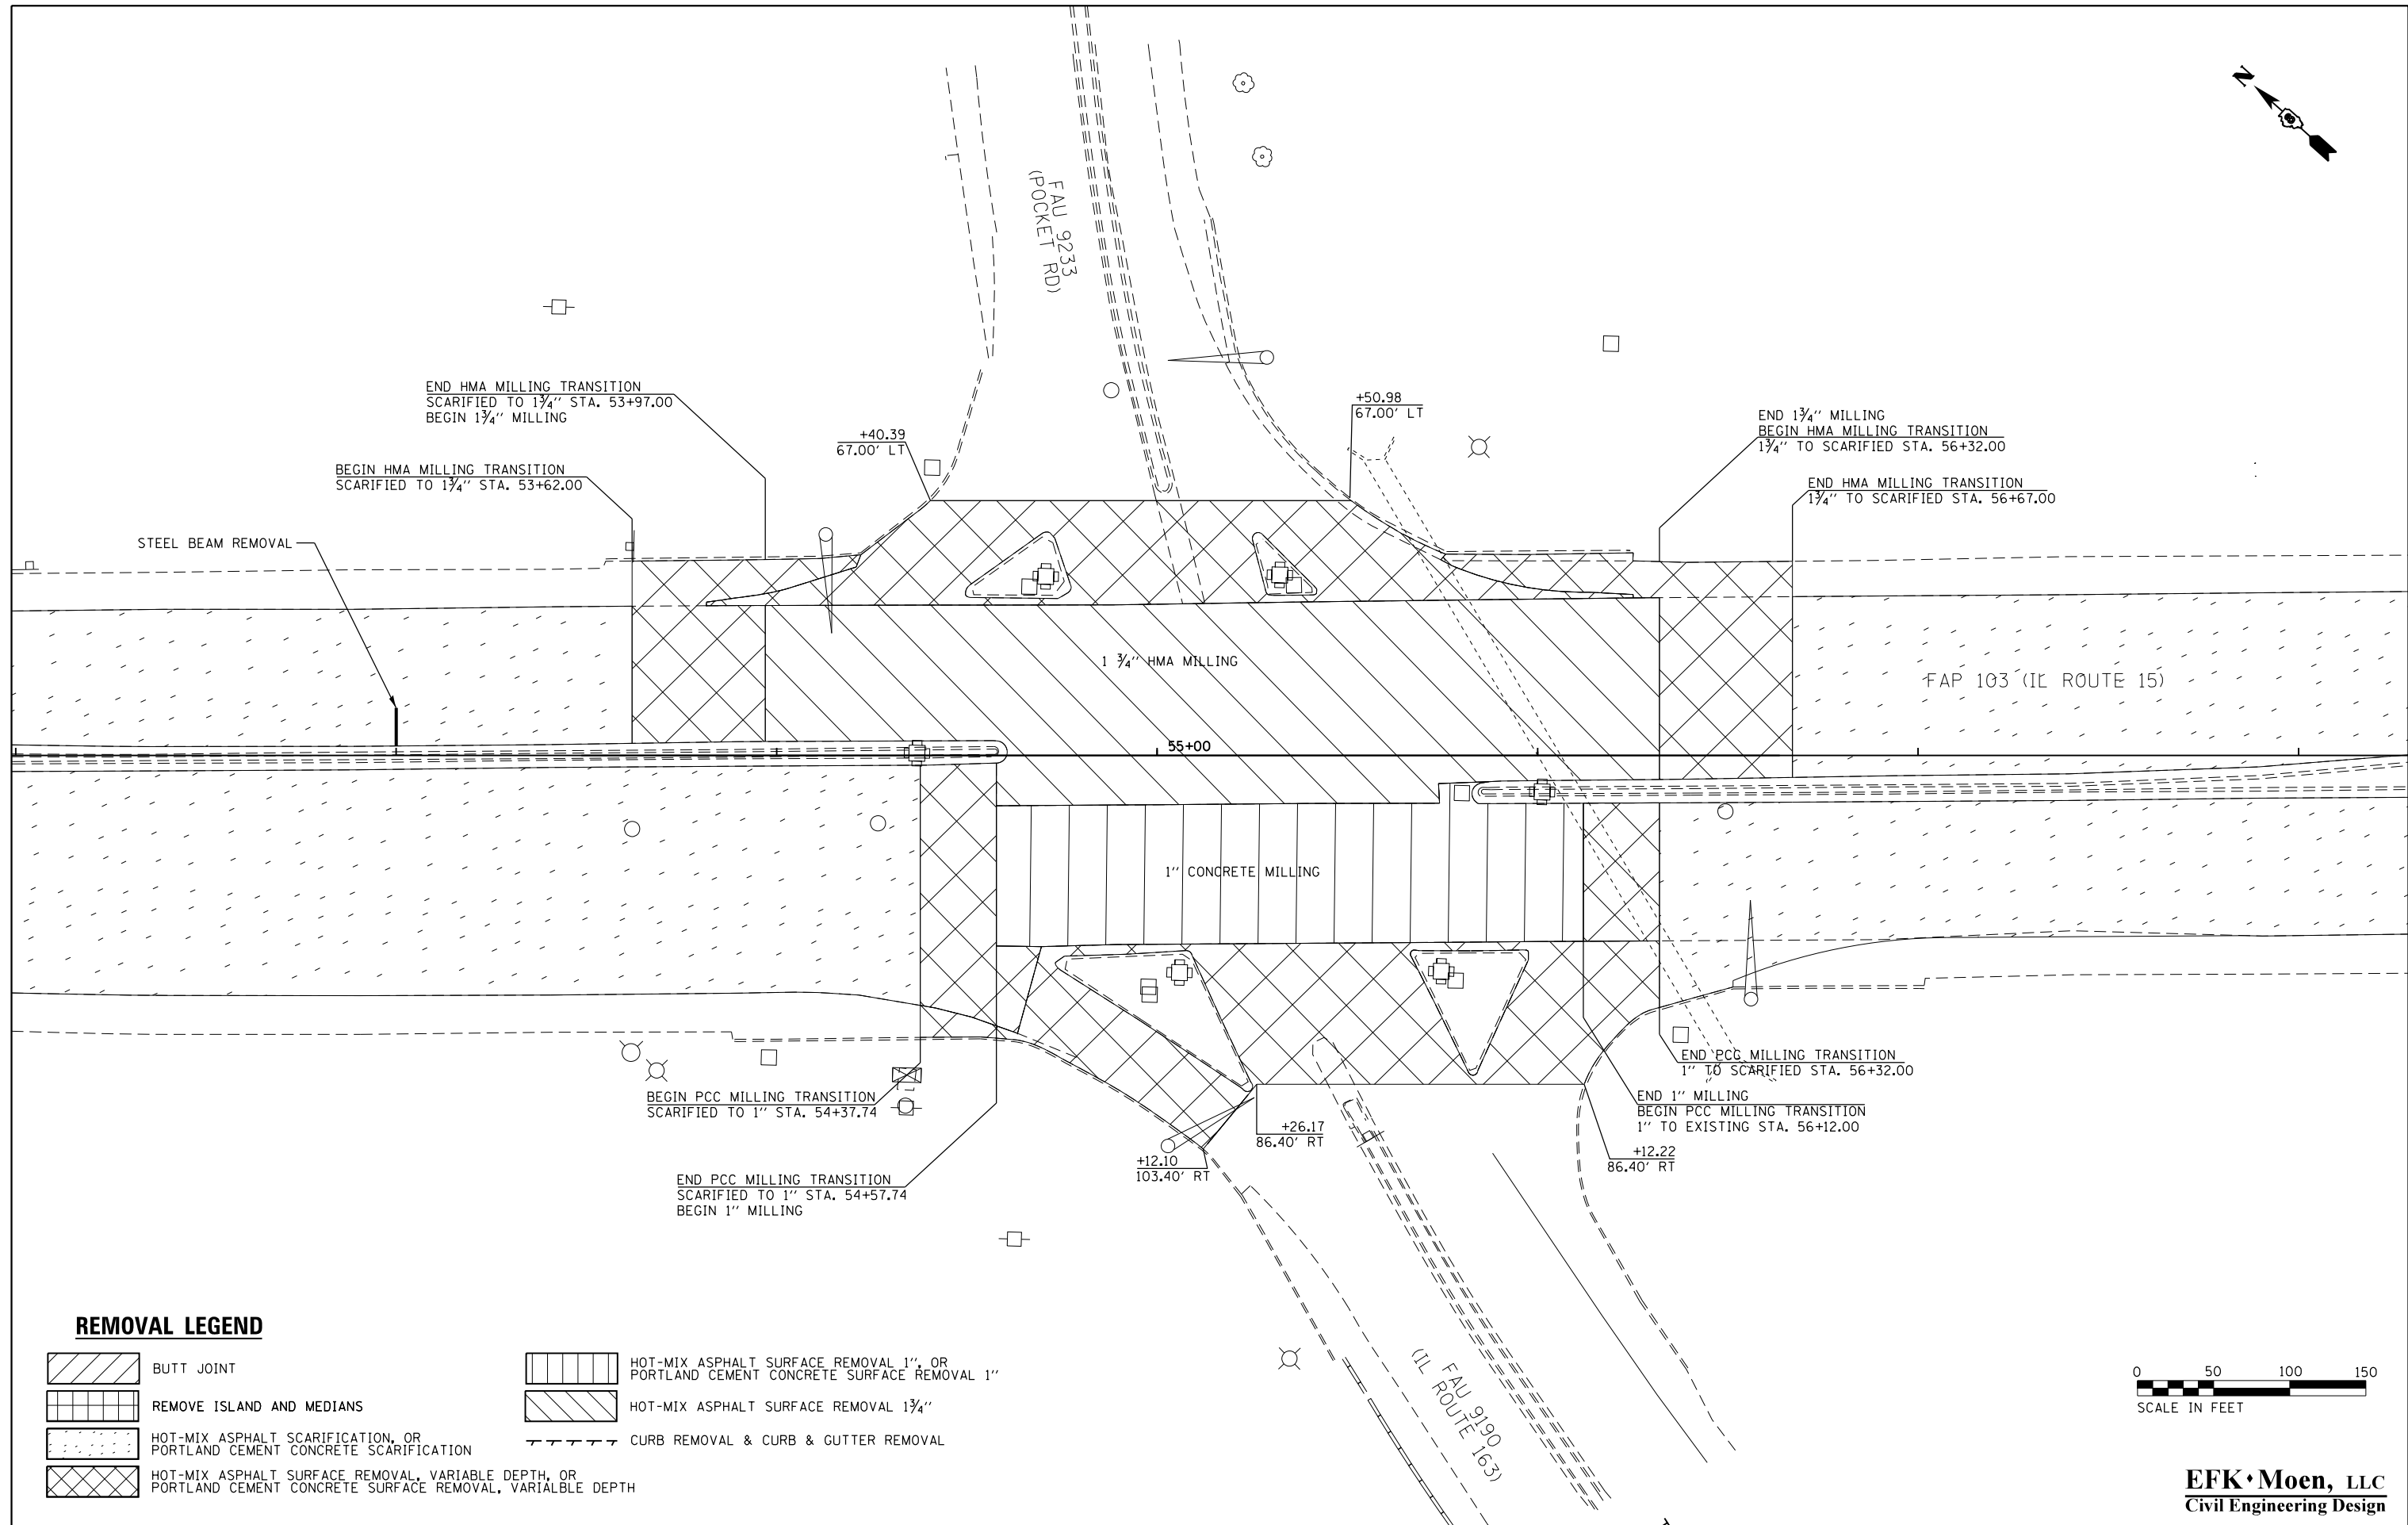 N
FAU 9233
(POCKET RD)
END HMA MILLING TRANSITION
SCARIFIED TO 1¾'' STA. 53+97.00
BEGIN 1¾'' MILLING
+50.98
67.00' LT
END 1¾'' MILLING
BEGIN HMA MILLING TRANSITION
1¾'' TO SCARIFIED STA. 56+32.00
+40.39
67.00' LT
BEGIN HMA MILLING TRANSITION
SCARIFIED TO 1¾'' STA. 53+62.00
END HMA MILLING TRANSITION
1¾'' TO SCARIFIED STA. 56+67.00
STEEL BEAM REMOVAL
1 ¾'' HMA MILLING
FAP 103 (IL ROUTE 15)
55+00
1'' CONCRETE MILLING
END PCC MILLING TRANSITION
1'' TO SCARIFIED STA. 56+32.00
BEGIN PCC MILLING TRANSITION
SCARIFIED TO 1'' STA. 54+37.74
END 1'' MILLING
BEGIN PCC MILLING TRANSITION
1'' TO EXISTING STA. 56+12.00
+26.17
86.40' RT
+12.10
103.40' RT
+12.22
86.40' RT
END PCC MILLING TRANSITION
SCARIFIED TO 1'' STA. 54+57.74
BEGIN 1'' MILLING
FAU 9190
(IL ROUTE 163)
REMOVAL LEGEND
BUTT JOINT
REMOVE ISLAND AND MEDIANS
HOT-MIX ASPHALT SCARIFICATION, OR
PORTLAND CEMENT CONCRETE SCARIFICATION
HOT-MIX ASPHALT SURFACE REMOVAL, VARIABLE DEPTH, OR
PORTLAND CEMENT CONCRETE SURFACE REMOVAL, VARIALBLE DEPTH
HOT-MIX ASPHALT SURFACE REMOVAL 1'', OR
PORTLAND CEMENT CONCRETE SURFACE REMOVAL 1''
HOT-MIX ASPHALT SURFACE REMOVAL 1¾''
CURB REMOVAL & CURB & GUTTER REMOVAL
0 50 100 150
SCALE IN FEET
EFK♦Moen, LLC
Civil Engineering Design